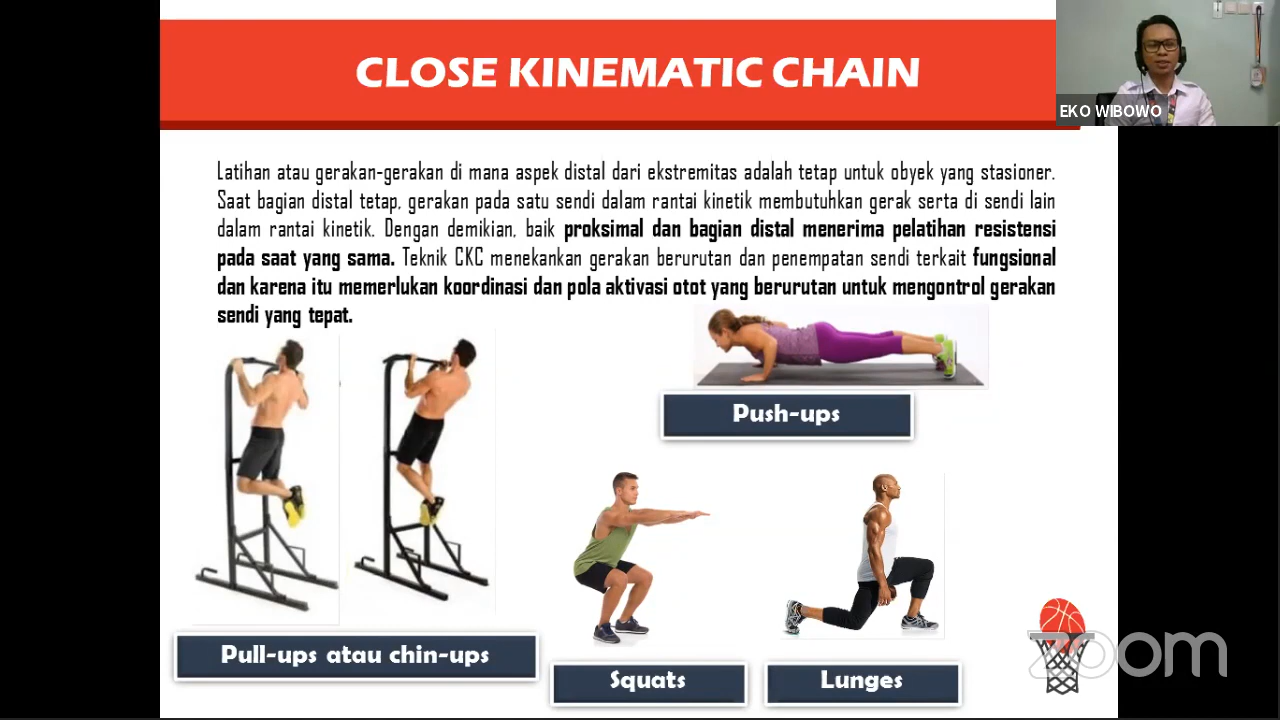 CLOSE KINEMATIC CHAIN
EKO WIBOWO
Latihan atau gerakan-gerakan di mana aspek distal dari ekstremitas adalah tetap untuk obyek yang stasioner.
Saat bagian distal tetap, gerakan pada satu sendi dalam rantai kinetik membutuhkan gerak serta di sendi lain
dalam rantai kinetik. Dengan demikian, baik proksimal dan bagian distal menerima pelatihan resistensi
pada saat yang sama. Teknik CKC menekankan gerakan berurutan dan penempatan sendi terkait fungsional
dan karena itu memerlukan koordinasi dan pola aktivasi otot yang berurutan untuk mengontrol gerakan
sendi yang tepat.
Push-ups
Pull-ups atau chin-ups
Squats
Lunges
zoom